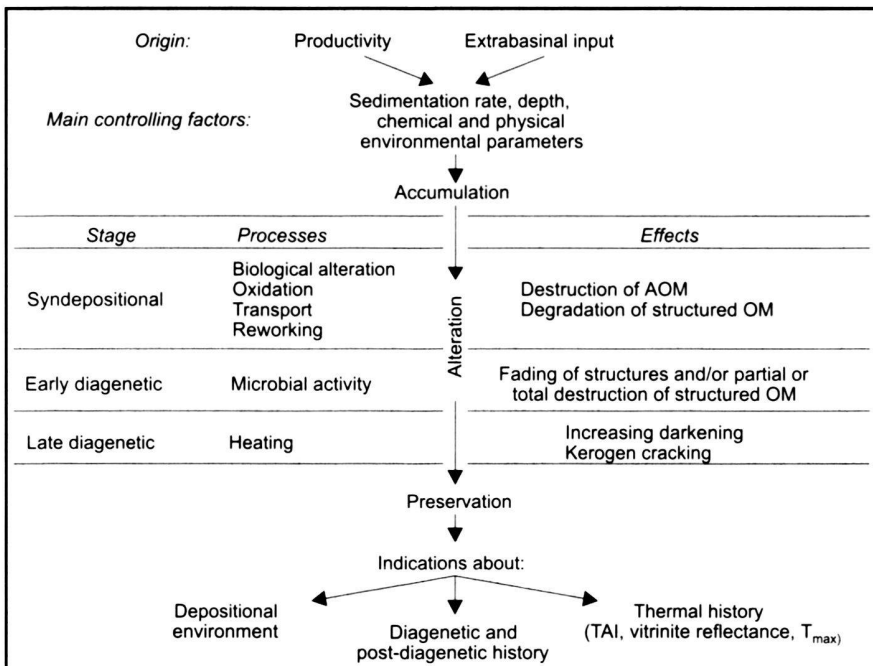 Origin: Productivity Extrabasinal input
Main controlling factors: Sedimentation rate, depth,
chemical and physical
environmental parameters
Accumulation
Stage Processes Effects
Alteration
Syndepositional
Biological alteration
Oxidation
Transport
Reworking
Destruction of AOM
Degradation of structured OM
Early diagenetic Microbial activity
Fading of structures and/or partial or
total destruction of structured OM
Late diagenetic Heating
Increasing darkening
Kerogen cracking
Preservation
Indications about:
Depositional
environment
Diagenetic and
post-diagenetic history
Thermal history
(TAI, vitrinite reflectance, Tmax)